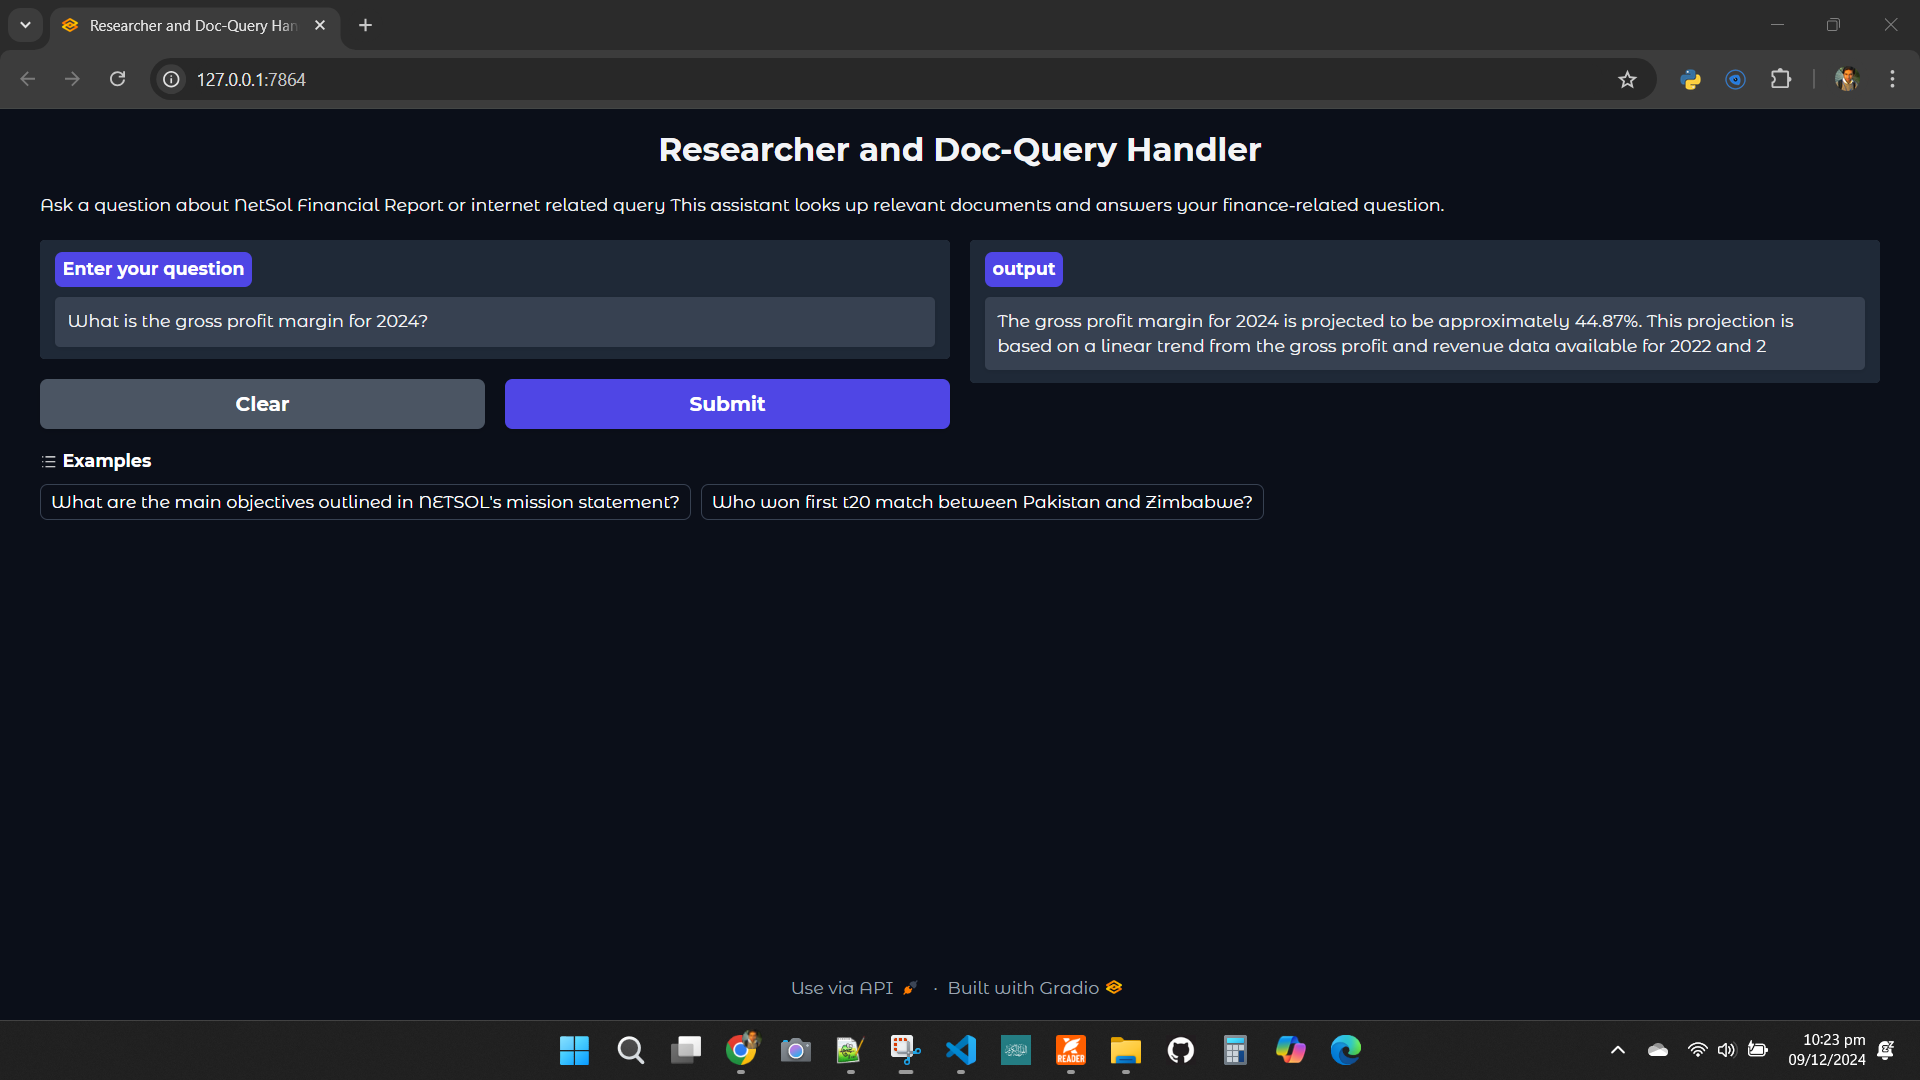 Researcher and Doc-Query Han
127.0.0.1:7864
Researcher and Doc-Query Handler
Ask a question about NetSol Financial Report or internet related query This assistant looks up relevant documents and answers your finance-related question.
Enter your question
What is the gross profit margin for 2024?
output
The gross profit margin for 2024 is projected to be approximately 44.87%. This projection is
based on a linear trend from the gross profit and revenue data available for 2022 and 2
Clear
Submit
Examples
What are the main objectives outlined in NETSOL's mission statement?
Who won first t20 match between Pakistan and Zimbabwe?
Use via API
·
Built with Gradio
READER
10:23 pm
09/12/2024